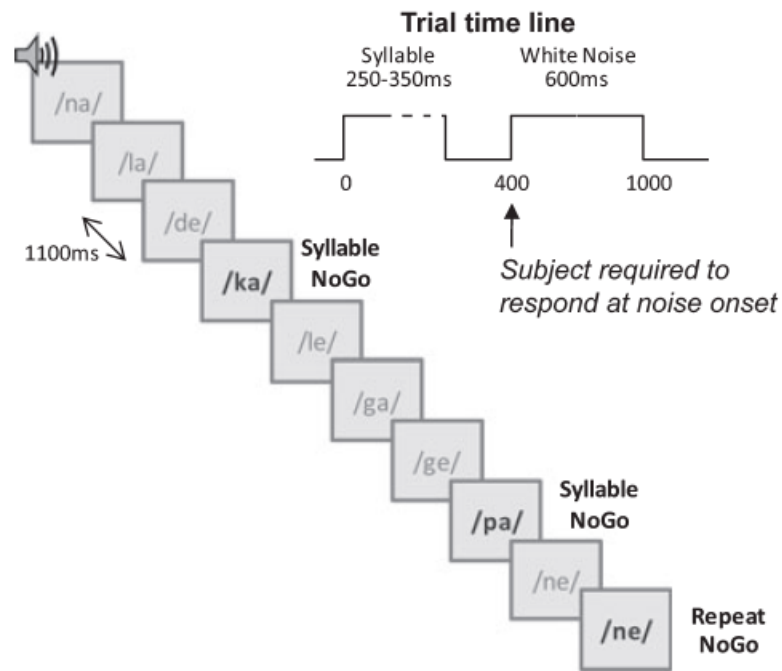 Trial time line
Syllable
250-350ms
White Noise
600ms
0
400
1000
Subject required to
respond at noise onset
/na/
/la/
/de/
1100ms
/ka/
Syllable
NoGo
/le/
/ga/
/ge/
/pa/
Syllable
NoGo
/ne/
/ne/
Repeat
NoGo